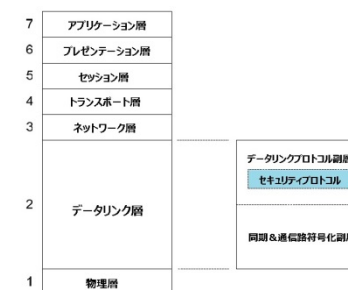 7 アプリケーション層
6 プレゼンテーション層
5 セッション層
4 トランスポート層
3 ネットワーク層
2 データリンク層
1 物理層
データリンクプロトコル副層
セキュリティプロトコル
同期&通信路符号化副